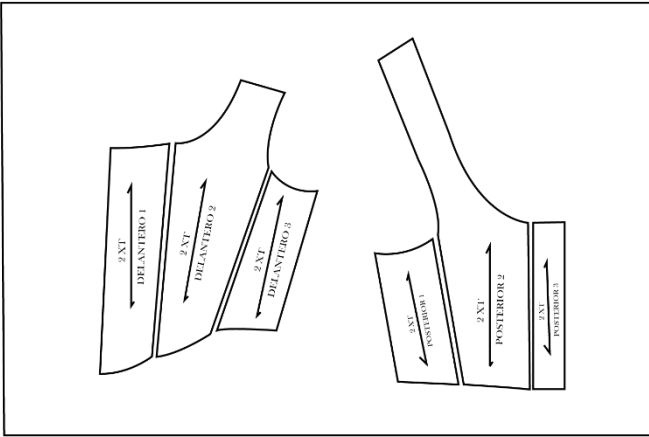 2 XT
DELANTERO 1
2 XT
DELANTERO 2
2 XT
DELANTERO 3
2 XT
POSTERIOR 1
2 XT
POSTERIOR 2
2 XT
POSTERIOR 3